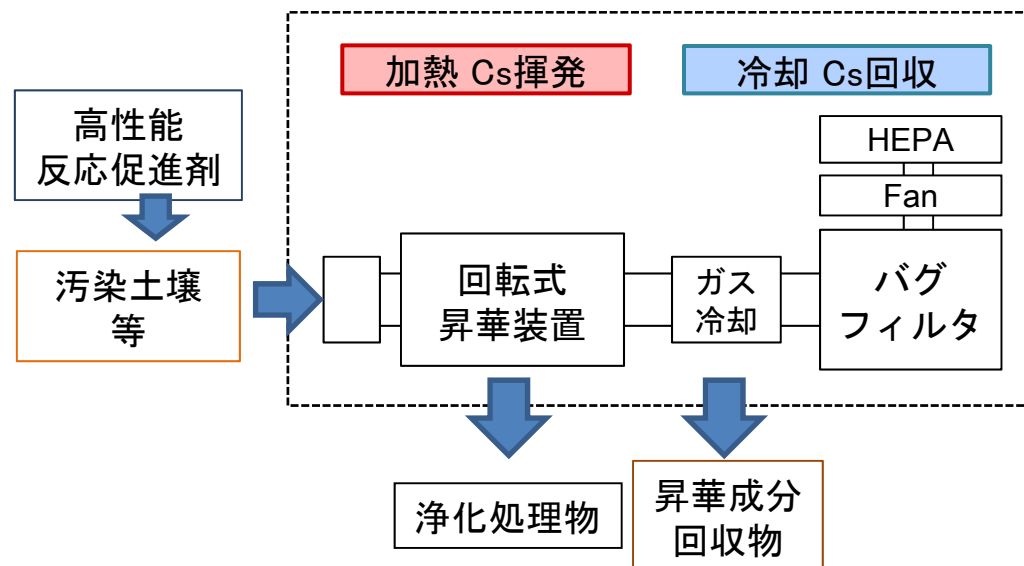 加熱 Cs揮発
冷却 Cs回収
高性能
反応促進剤
HEPA
Fan
汚染土壌
等
回転式
昇華装置
ガス
冷却
バグ
フィルタ
浄化処理物
昇華成分
回収物